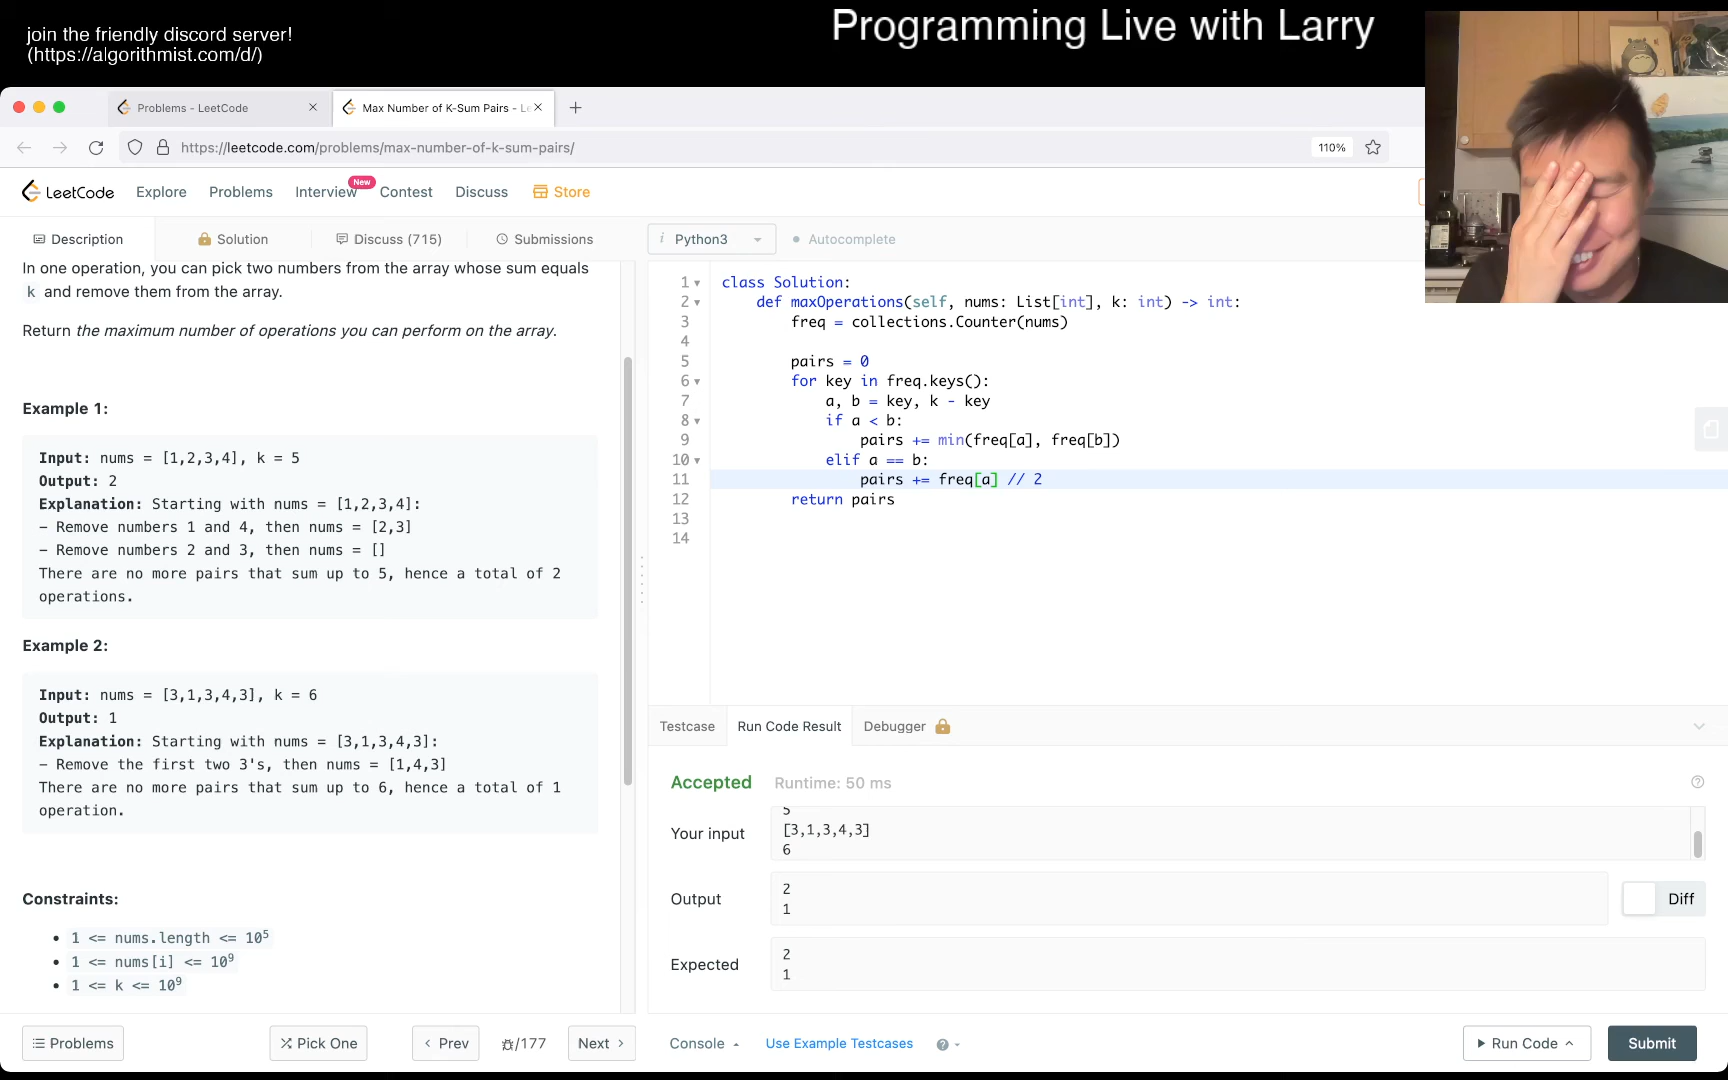 join the friendly discord server!
(https://algorithmist.com/d/)
Programming Live with Larry
Problems - LeetCode
Max Number of K-Sum Pairs - Le
https://leetcode.com/problems/max-number-of-k-sum-pairs/
110%
LeetCode
Explore
Problems
Interview
New
Contest
Discuss
Store
Description
Solution
Discuss (715)
Submissions
i Python3
Autocomplete
In one operation, you can pick two numbers from the array whose sum equals
k and remove them from the array.
Return the maximum number of operations you can perform on the array.
Example 1:
Input: nums = [1,2,3,4], k = 5
Output: 2
Explanation: Starting with nums = [1,2,3,4]:
- Remove numbers 1 and 4, then nums = [2,3]
- Remove numbers 2 and 3, then nums = []
There are no more pairs that sum up to 5, hence a total of 2
operations.
Example 2:
Input: nums = [3,1,3,4,3], k = 6
Output: 1
Explanation: Starting with nums = [3,1,3,4,3]:
- Remove the first two 3's, then nums = [1,4,3]
There are no more pairs that sum up to 6, hence a total of 1
operation.
Constraints:
• 1 <= nums.length <= 10⁵
• 1 <= nums[i] <= 10⁹
• 1 <= k <= 10⁹
1 class Solution:
2 def maxOperations(self, nums: List[int], k: int) -> int:
3 freq = collections.Counter(nums)
4
5 pairs = 0
6 for key in freq.keys():
7 a, b = key, k - key
8 if a < b:
9 pairs += min(freq[a], freq[b])
10 elif a == b:
11 pairs += freq[a] // 2
12 return pairs
13
14
Testcase
Run Code Result
Debugger
Accepted
Runtime: 50 ms
Your input
5
[3,1,3,4,3]
6
Output
2
1
Diff
Expected
2
1
Problems
Pick One
< Prev
/177
Next >
Console
Use Example Testcases
Run Code
Submit